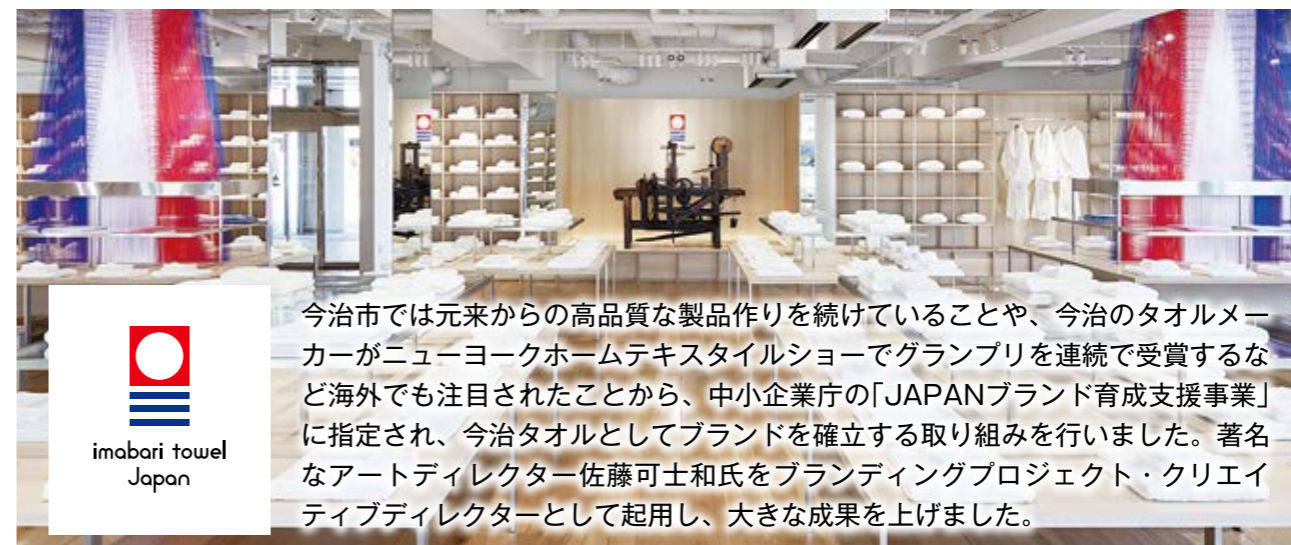 imabari towel
Japan
今治市では元来からの高品質な製品作りを続けていることや、今治のタオルメー
カーがニューヨークホームテキスタイルショーでグランプリを連続で受賞するな
ど海外でも注目されたことから、中小企業庁の「JAPANブランド育成支援事業」
に指定され、今治タオルとしてブランドを確立する取り組みを行いました。著名
なアートディレクター佐藤可士和氏をブランディングプロジェクト・クリエイ
ティブディレクターとして起用し、大きな成果を上げました。